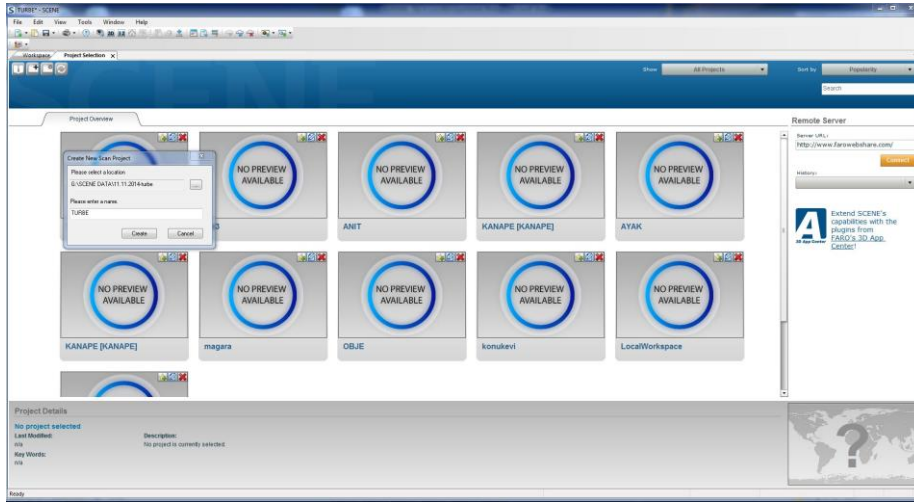 TURBE* - SCENE
File Edit View Tools Window Help
Workspace Project Selection x
SCENE
Show All Projects Sort by Popularity
Search
Project Overview
Remote Server
Server URL:
http://www.farowebshare.com/
Connect
History:
Extend SCENE's
capabilities with the
plugins from
FARO's 3D App
Center!
3D App Center
Create New Scan Project
Please select a location
G:\SCENE DATA\11.11.2014-turbe
...
Please enter a name
TURBE
Create Cancel
NO PREVIEW AVAILABLE
NO PREVIEW AVAILABLE
NO PREVIEW AVAILABLE
NO PREVIEW AVAILABLE
ANIT KANAPE [KANAPE] AYAK
NO PREVIEW AVAILABLE
NO PREVIEW AVAILABLE
NO PREVIEW AVAILABLE
NO PREVIEW AVAILABLE
NO PREVIEW AVAILABLE
KANAPE [KANAPE] magara OBJE konukevi LocalWorkspace
Project Details
No project selected
Last Modified: Description:
n/a No project is currently selected.
Key Words:
n/a
?
Ready